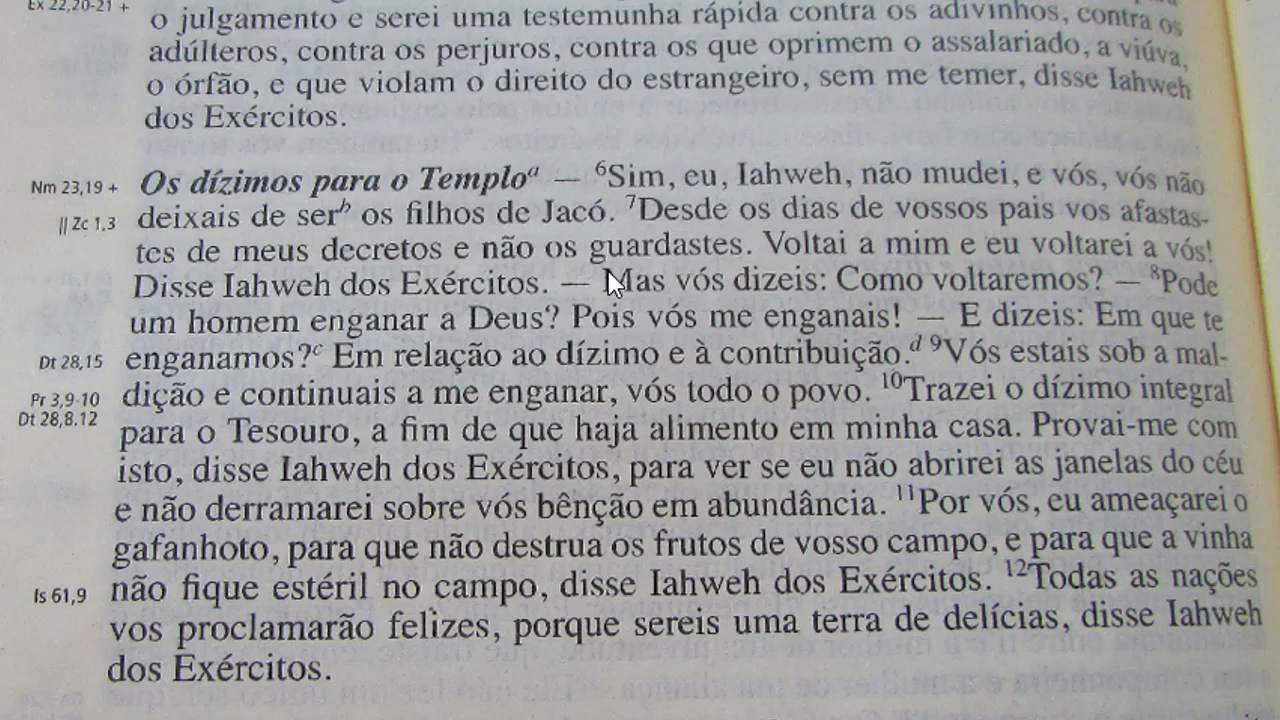 Ex 22,20-21 +
o julgamento e serei uma testemunha rápida contra os adivinhos, contra os
adúlteros, contra os perjuros, contra os que oprimem o assalariado, a viúva,
o órfão, e que violam o direito do estrangeiro, sem me temer, disse Iahweh
dos Exércitos.
Nm 23,19 + Os dízimos para o Temploᵃ — ⁶Sim, eu, Iahweh, não mudei, e vós, vós não
|| Zc 1,3 deixais de serᵇ os filhos de Jacó. ⁷Desde os dias de vossos pais vos afastas-
tes de meus decretos e não os guardastes. Voltai a mim e eu voltarei a vós!
Disse Iahweh dos Exércitos. — Mas vós dizeis: Como voltaremos? — ⁸Pode
um homem enganar a Deus? Pois vós me enganais! — E dizeis: Em que te
Dt 28,15 enganamos?ᶜ Em relação ao dízimo e à contribuição.ᵈ ⁹Vós estais sob a mal-
Pr 3,9-10 dição e continuais a me enganar, vós todo o povo. ¹⁰Trazei o dízimo integral
Dt 28,8.12 para o Tesouro, a fim de que haja alimento em minha casa. Provai-me com
isto, disse Iahweh dos Exércitos, para ver se eu não abrirei as janelas do céu
e não derramarei sobre vós bênção em abundância. ¹¹Por vós, eu ameaçarei o
gafanhoto, para que não destrua os frutos de vosso campo, e para que a vinha
Is 61,9 não fique estéril no campo, disse Iahweh dos Exércitos. ¹²Todas as nações
vos proclamarão felizes, porque sereis uma terra de delícias, disse Iahweh
dos Exércitos.